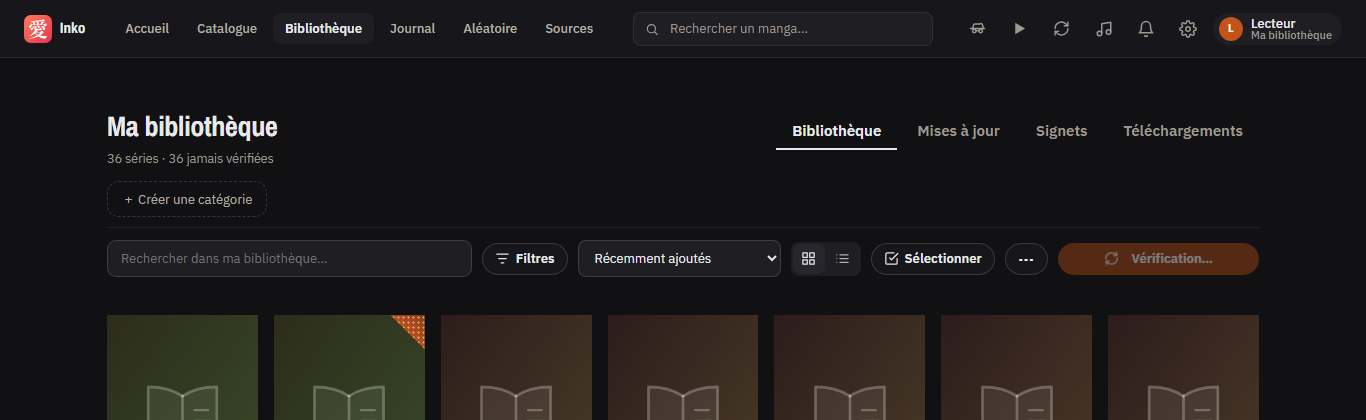 愛 Inko
Accueil
Catalogue
Bibliothèque
Journal
Aléatoire
Sources
Rechercher un manga...
L
Lecteur
Ma bibliothèque
Ma bibliothèque
36 séries · 36 jamais vérifiées
+ Créer une catégorie
Bibliothèque
Mises à jour
Signets
Téléchargements
Rechercher dans ma bibliothèque...
Filtres
Récemment ajoutés
Sélectionner
Vérification...